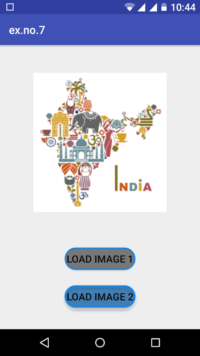 10:44
ex.no.7
INDIA
LOAD IMAGE 1
LOAD IMAGE 2